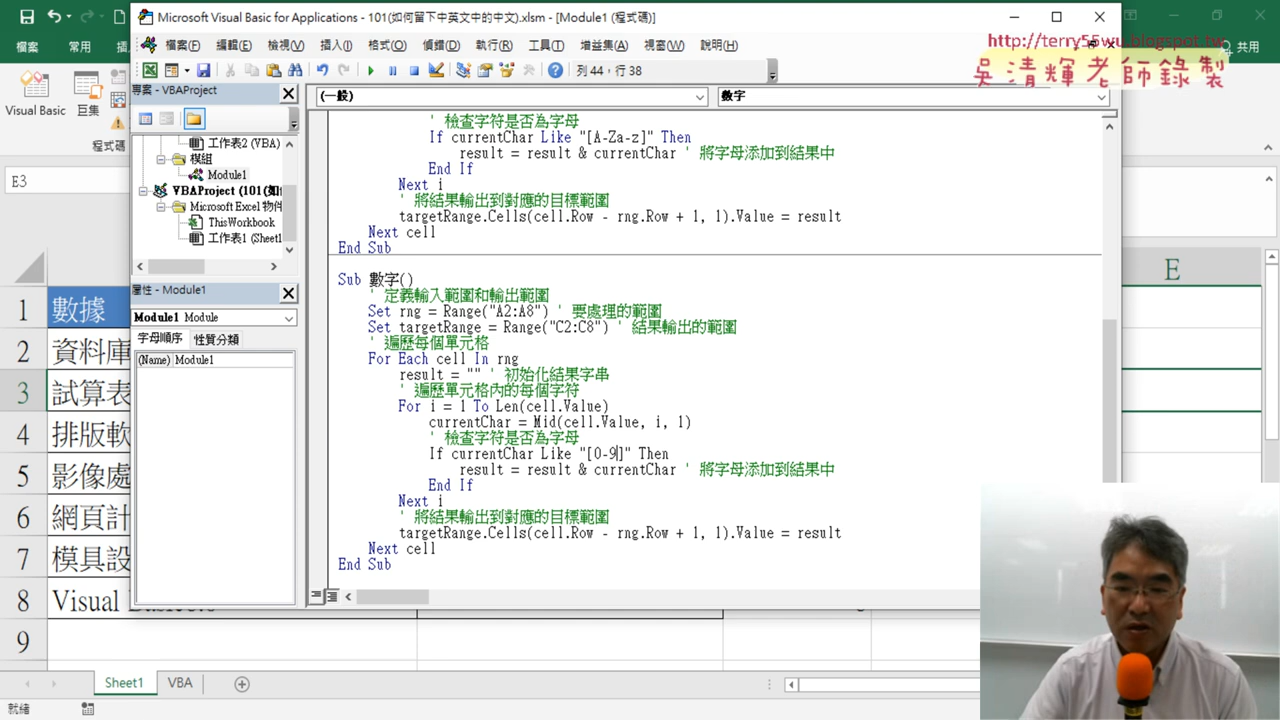 Microsoft Visual Basic for Applications - 101(如何留下中英文中的中文).xlsm - [Module1 (程式碼)]
http://terry55wu.blogspot.tw
吳清輝老師錄製
檔案
常用
共用
檔案(F)
編輯(E)
檢視(V)
插入(I)
格式(O)
偵錯(D)
執行(R)
工具(T)
增益集(A)
視窗(W)
說明(H)
列 44，行 38
Visual Basic
巨集
程式碼
E3
專案 - VBAProject
工作表2 (VBA)
模組
Module1
VBAProject (101(如
Microsoft Excel 物件
ThisWorkbook
工作表1 (Sheet1
屬性 - Module1
Module1 Module
字母順序
性質分類
(Name) Module1
(一般)
數字
' 檢查字符是否為字母
If currentChar Like "[A-Za-z]" Then
result = result & currentChar ' 將字母添加到結果中
End If
Next i
' 將結果輸出到對應的目標範圍
targetRange.Cells(cell.Row - rng.Row + 1, 1).Value = result
Next cell
End Sub
Sub 數字()
' 定義輸入範圍和輸出範圍
Set rng = Range("A2:A8") ' 要處理的範圍
Set targetRange = Range("C2:C8") ' 結果輸出的範圍
' 遍歷每個單元格
For Each cell In rng
result = "" ' 初始化結果字串
' 遍歷單元格內的每個字符
For i = 1 To Len(cell.Value)
currentChar = Mid(cell.Value, i, 1)
' 檢查字符是否為字母
If currentChar Like "[0-9]" Then
result = result & currentChar ' 將字母添加到結果中
End If
Next i
' 將結果輸出到對應的目標範圍
targetRange.Cells(cell.Row - rng.Row + 1, 1).Value = result
Next cell
End Sub
E
1 數據
2 資料庫
3 試算表
4 排版軟
5 影像處
6 網頁計
7 模具設
8 Visual
9
Sheet1
VBA
就緒